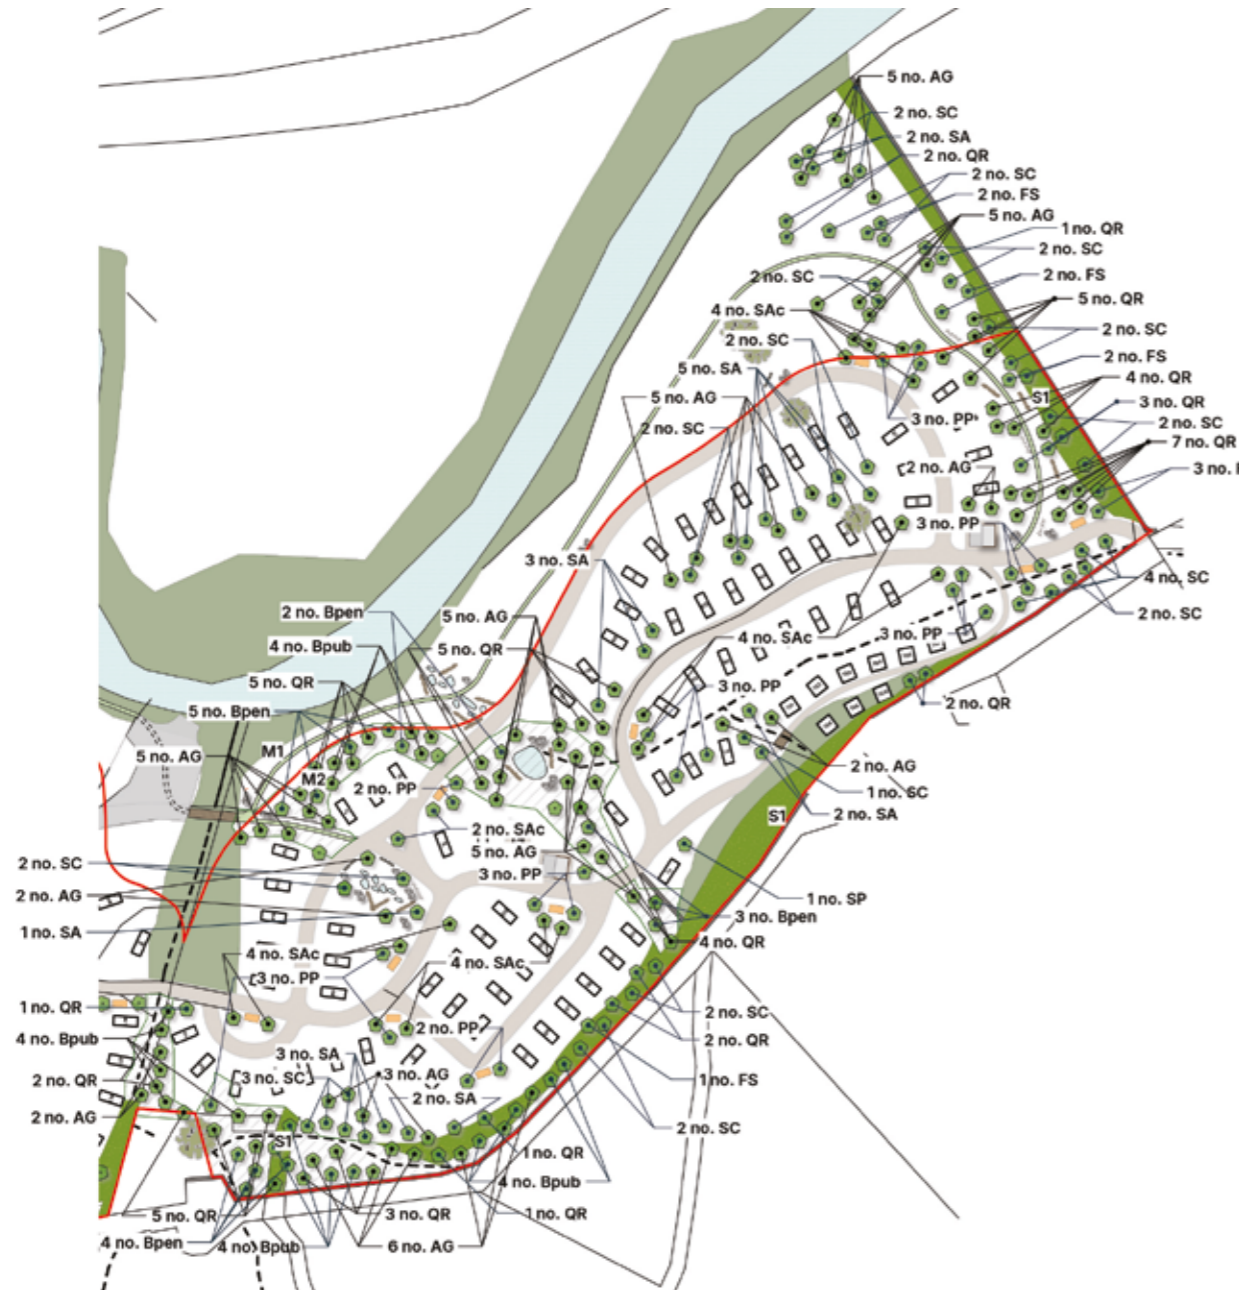 5 no. AG
2 no. SC
2 no. SA
2 no. QR
2 no. SC
2 no. FS
5 no. AG
1 no. QR
2 no. SC
2 no. SC
2 no. FS
5 no. QR
4 no. SAc
2 no. SC
2 no. SC
2 no. FS
5 no. SA
4 no. QR
5 no. AG
S1
3 no. QR
3 no. PP
2 no. SC
2 no. SC
7 no. QR
2 no. AG
3 no.
3 no. PP
3 no. SA
4 no. SC
2 no. Bpen
5 no. AG
2 no. SC
4 no. SAc
3 no. PP
4 no. Bpub
5 no. QR
5 no. QR
3 no. PP
2 no. QR
5 no. Bpen
M1
5 no. AG
M2
2 no. AG
2 no. PP
1 no. SC
2 no. SA
S1
2 no. SAc
5 no. AG
2 no. SC
3 no. PP
2 no. AG
1 no. SP
3 no. Bpen
1 no. SA
4 no. QR
4 no. SAc
4 no. SAc
3 no. PP
1 no. QR
2 no. SC
2 no. PP
4 no. Bpub
2 no. QR
3 no. SA
3 no. AG
2 no. QR
3 no. SC
1 no. FS
2 no. SA
2 no. AG
2 no. SC
S1
1 no. QR
4 no. Bpub
5 no. QR
3 no. QR
1 no. QR
4 no. Bpen
4 no. Bpub
6 no. AG